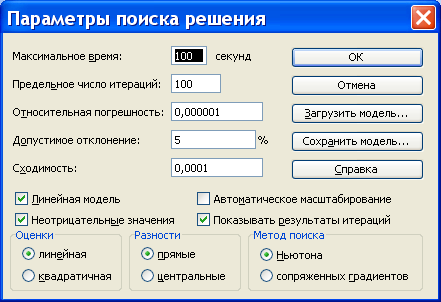 Параметры поиска решения
Максимальное время: 100 секунд OK
Предельное число итераций: 100 Отмена
Относительная погрешность: 0,000001 Загрузить модель...
Допустимое отклонение: 5 % Сохранить модель...
Сходимость: 0,0001 Справка
Линейная модель Автоматическое масштабирование
Неотрицательные значения Показывать результаты итераций
Оценки Разности Метод поиска
линейная прямые Ньютона
квадратичная центральные сопряженных градиентов